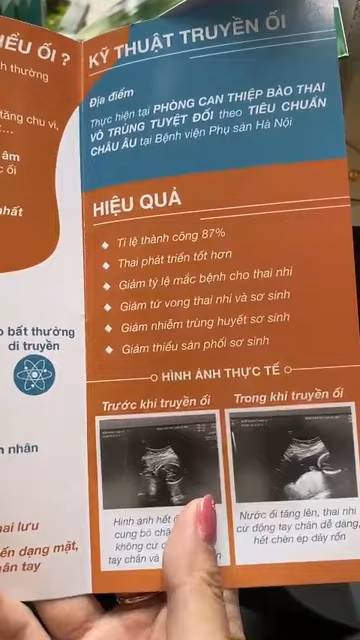 IỂU ỐI ?
h thường
tăng chu vi,
âm
c ối
nhất
bất thường
di truyền
nhân
nai lưu
ến dạng mặt,
ân tay
KỸ THUẬT TRUYỀN ỐI
Địa điểm
Thực hiện tại PHÒNG CAN THIỆP BÀO THAI
VÔ TRÙNG TUYỆT ĐỐI theo TIÊU CHUẨN
CHÂU ÂU tại Bệnh viện Phụ sản Hà Nội
HIỆU QUẢ
Tỉ lệ thành công 87%
Thai phát triển tốt hơn
Giảm tỷ lệ mắc bệnh cho thai nhi
Giảm tử vong thai nhi và sơ sinh
Giảm nhiễm trùng huyết sơ sinh
Giảm thiểu sản phổi sơ sinh
HÌNH ẢNH THỰC TẾ
Trước khi truyền ối
Trong khi truyền ối
Hình ảnh hết
cung bó ch
không cử
tay chân và
Nước ối tăng lên, thai nhi
cử động tay chân dễ dàng,
hết chèn ép dây rốn